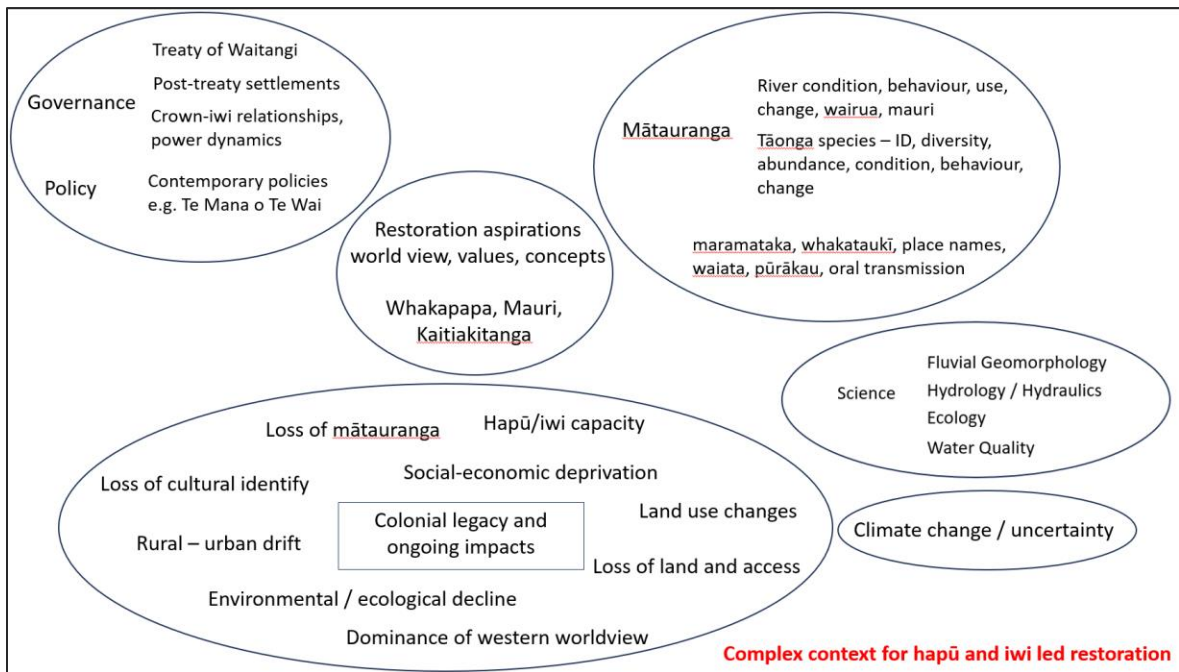 Governance
Treaty of Waitangi
Post-treaty settlements
Crown-iwi relationships,
power dynamics
Policy
Contemporary policies
e.g. Te Mana o Te Wai
Mātauranga
River condition, behaviour, use,
change, wairua, mauri
Tāonga species – ID, diversity,
abundance, condition, behaviour,
change
maramataka, whakataukī, place names,
waiata, pūrākau, oral transmission
Restoration aspirations
world view, values, concepts
Whakapapa, Mauri,
Kaitiakitanga
Science
Fluvial Geomorphology
Hydrology / Hydraulics
Ecology
Water Quality
Loss of mātauranga
Hapū/iwi capacity
Social-economic deprivation
Loss of cultural identify
Land use changes
Colonial legacy and
ongoing impacts
Rural – urban drift
Loss of land and access
Environmental / ecological decline
Dominance of western worldview
Climate change / uncertainty
Complex context for hapū and iwi led restoration